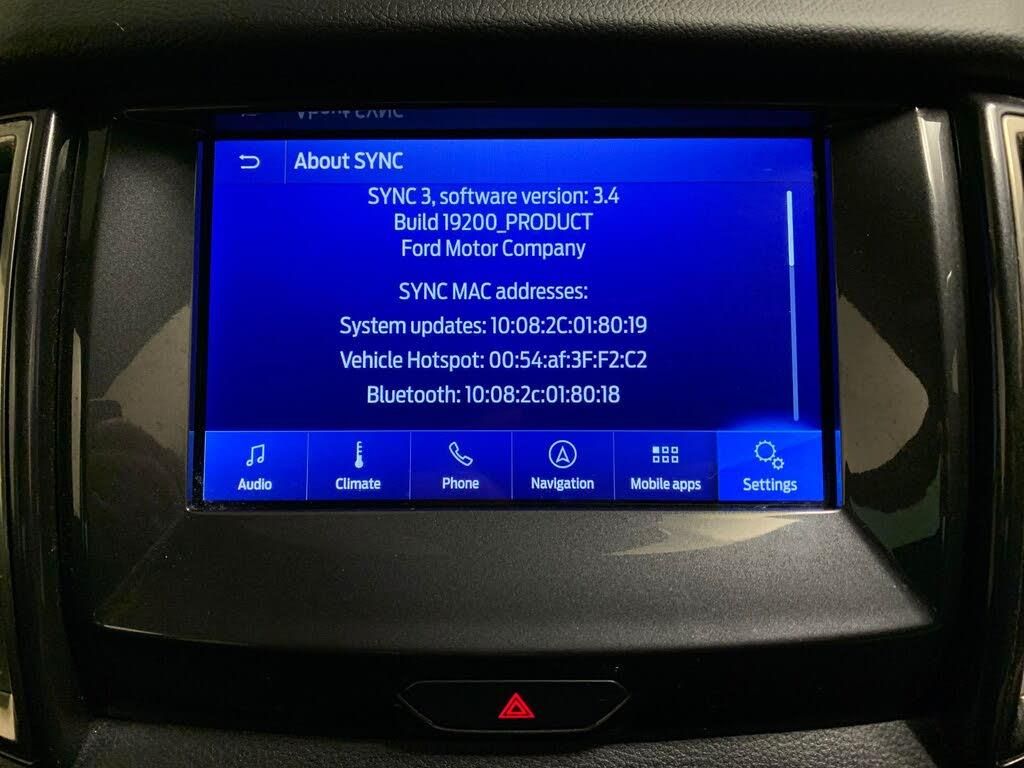 About SYNC
SYNC 3, software version: 3.4
Build 19200_PRODUCT
Ford Motor Company
SYNC MAC addresses:
System updates: 10:08:2C:01:80:19
Vehicle Hotspot: 00:54:af:3F:F2:C2
Bluetooth: 10:08:2c:01:80:18
Audio
Climate
Phone
Navigation
Mobile apps
Settings